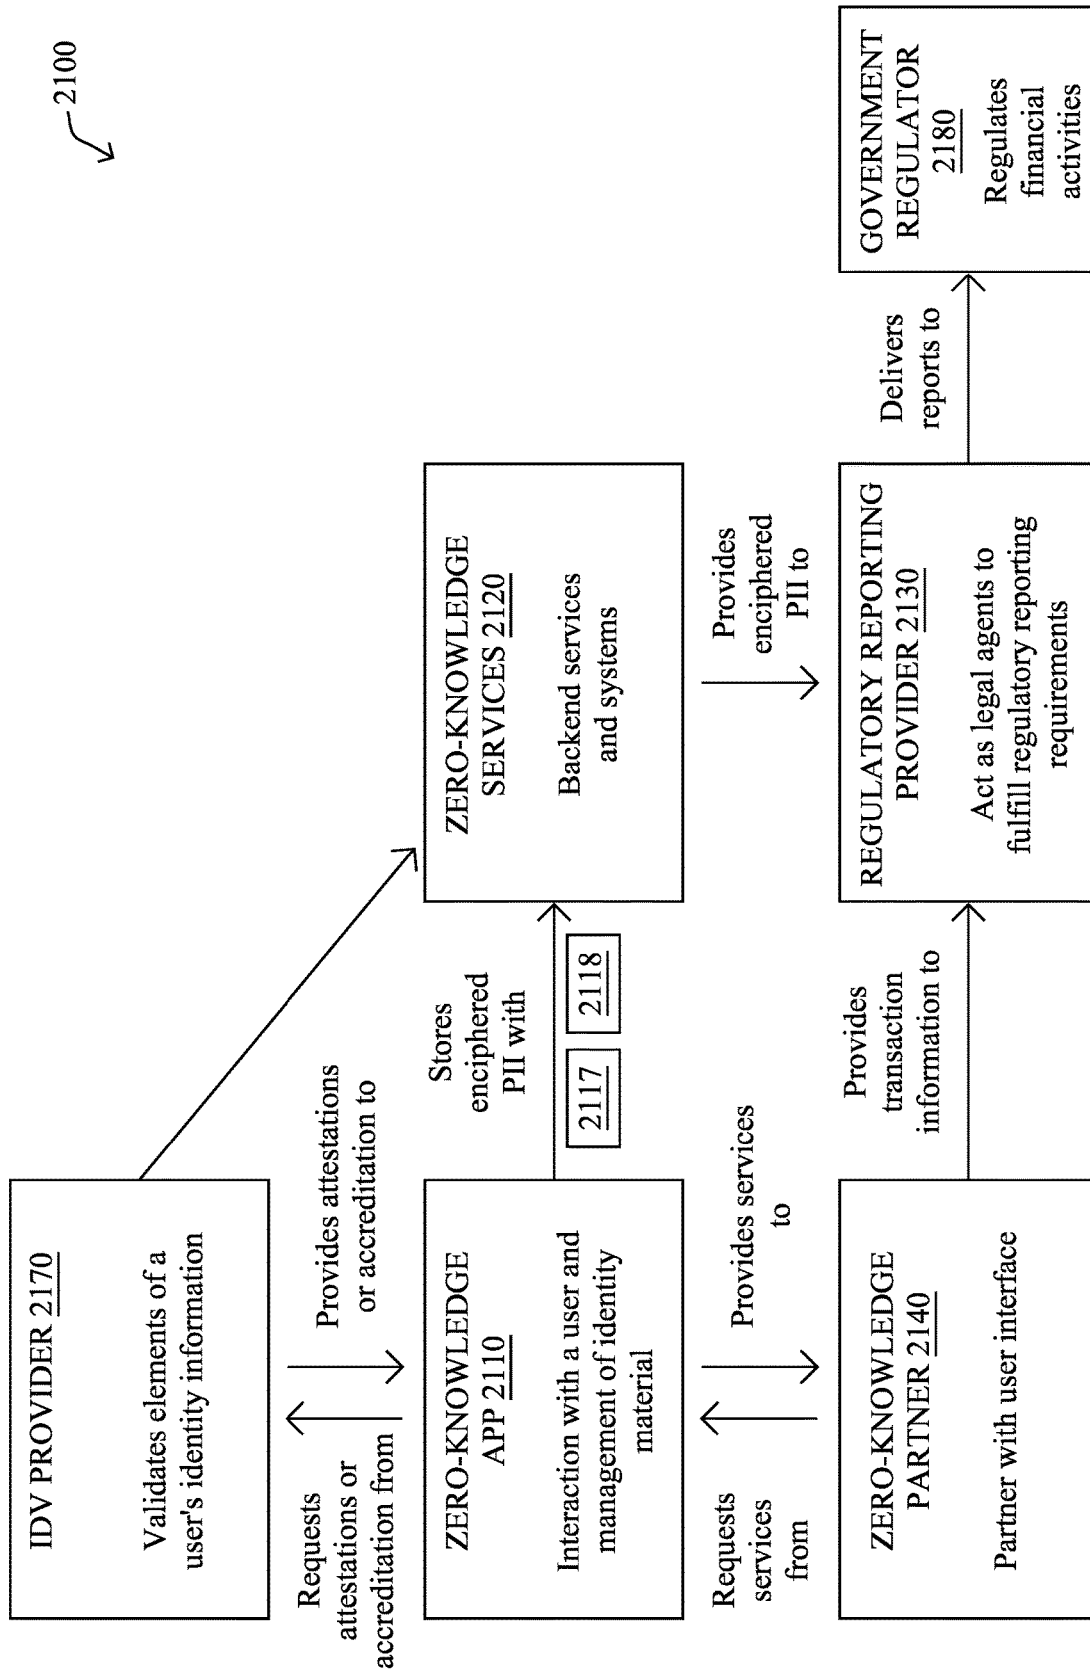 2100
IDV PROVIDER 2170
Validates elements of a
user's identity information
Requests
attestations or
accreditation from
Provides attestations
or accreditation to
ZERO-KNOWLEDGE
APP 2110
Interaction with a user and
management of identity
material
Stores
enciphered
PII with
2117
2118
ZERO-KNOWLEDGE
SERVICES 2120
Backend services
and systems
Requests
services
from
Provides services
to
Provides
enciphered
PII to
ZERO-KNOWLEDGE
PARTNER 2140
Partner with user interface
Provides
transaction
information to
REGULATORY REPORTING
PROVIDER 2130
Act as legal agents to
fulfill regulatory reporting
requirements
Delivers
reports to
GOVERNMENT
REGULATOR
2180
Regulates
financial
activities